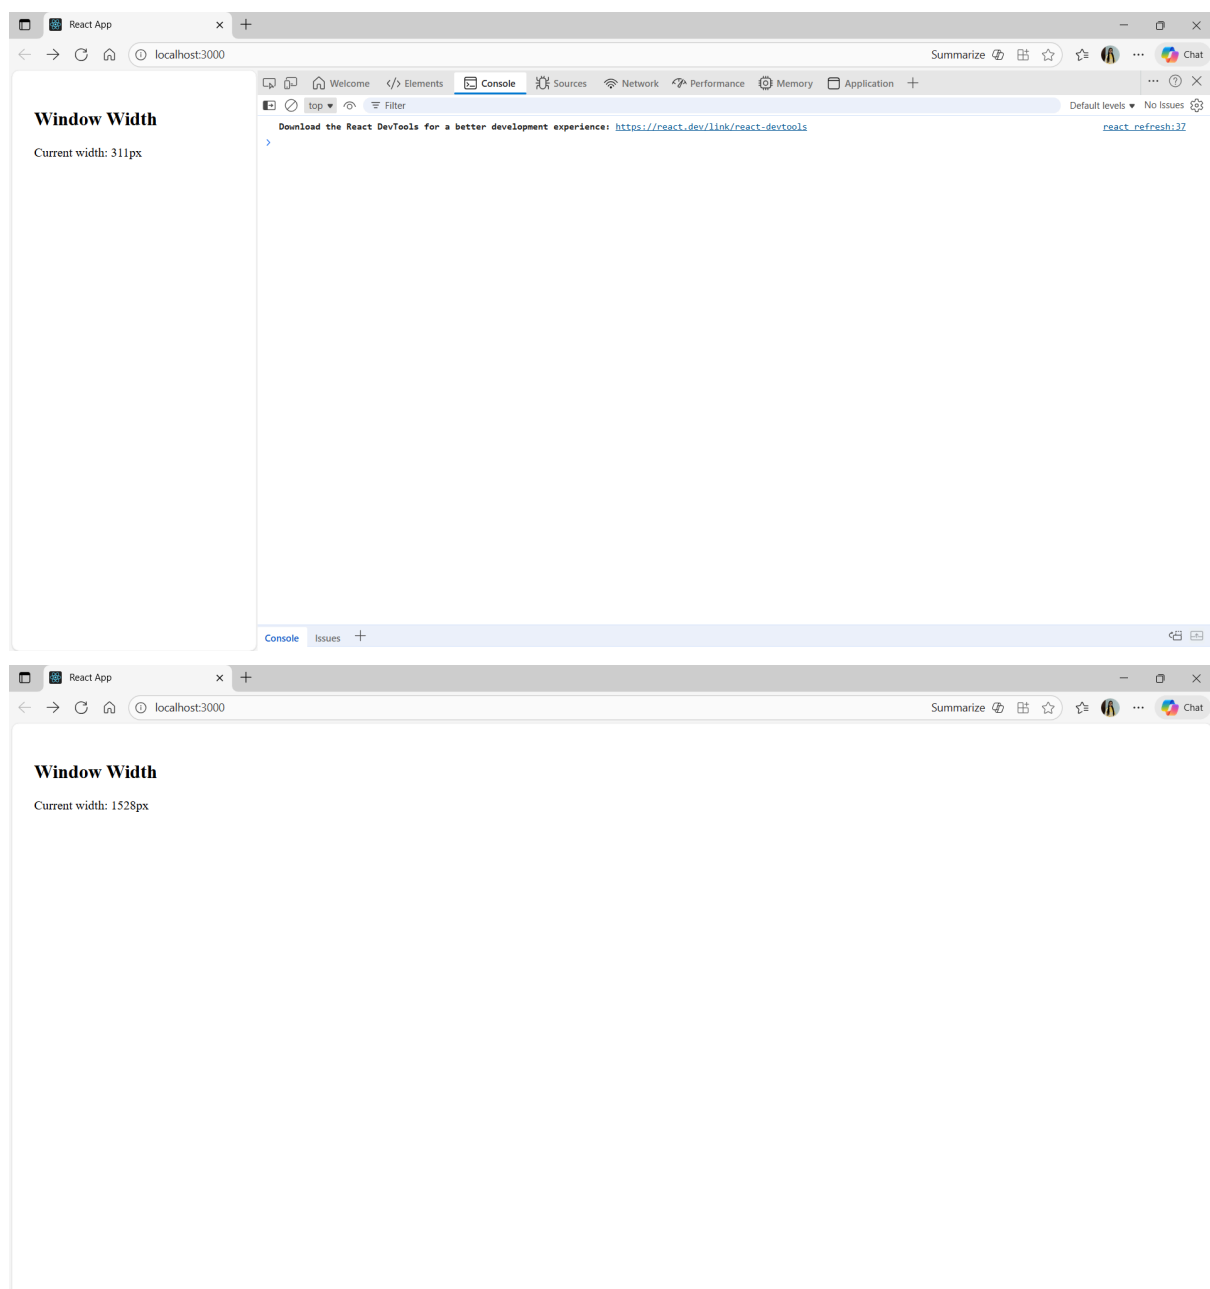 React App
localhost:3000
Summarize
Chat
Welcome
</> Elements
Console
Sources
Network
Performance
Memory
Application
top
Filter
Default levels
No Issues
Window Width
Current width: 311px
Download the React DevTools for a better development experience: https://react.dev/link/react-devtools
react refresh:37
>
Console
Issues
React App
localhost:3000
Summarize
Chat
Window Width
Current width: 1528px